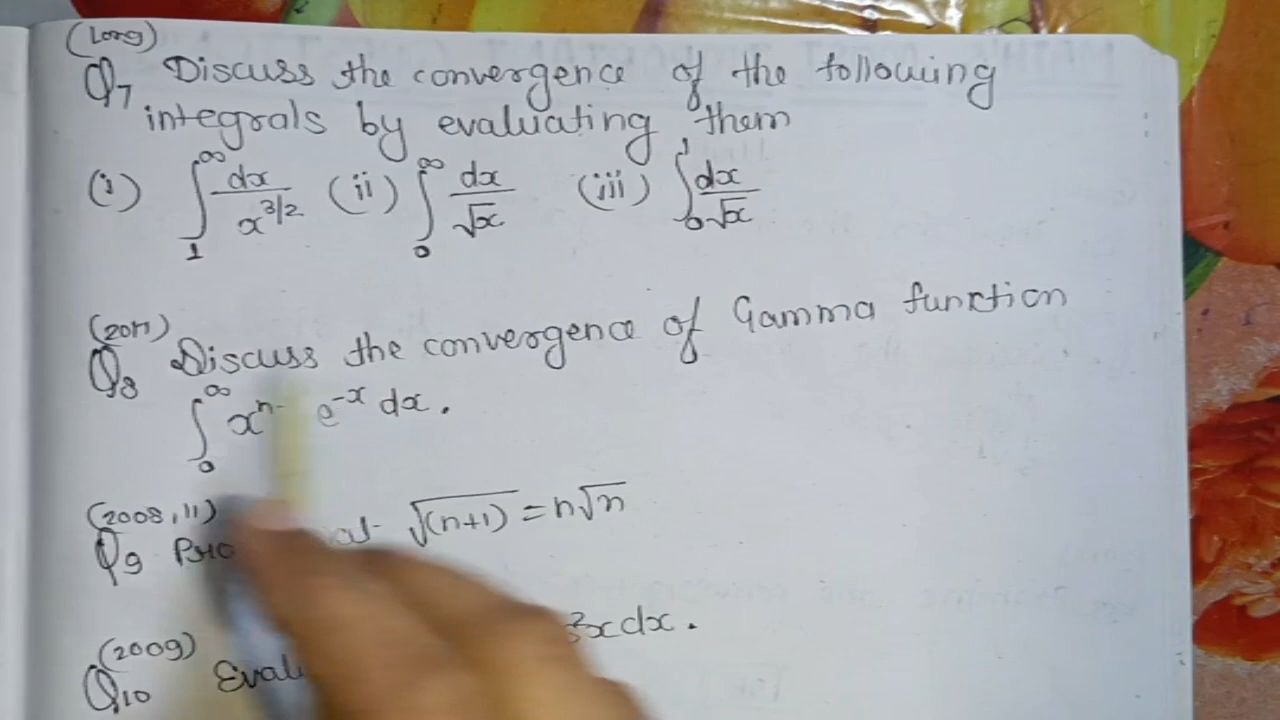 (Long)
Q7 Discuss the convergence of the following
integrals by evaluating them
(i) ∫₁^∞ dx/x^{3/2} (ii) ∫₀^∞ dx/√x (iii) ∫₀^1 dx/√x
(2011)
Q8 Discuss the convergence of Gamma function
∫₀^∞ x^{n-} e^{-x} dx.
(2008, 11)
Q9 √(n+1) = n√n
(2009)
Q10 x dx.